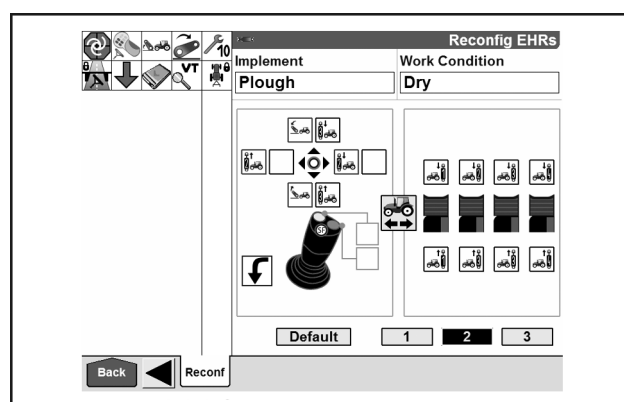 Reconfig EHRs
10
Implement
Work Condition
VT
Plough
Dry
SF
Default
1
2
3
Back
Reconf